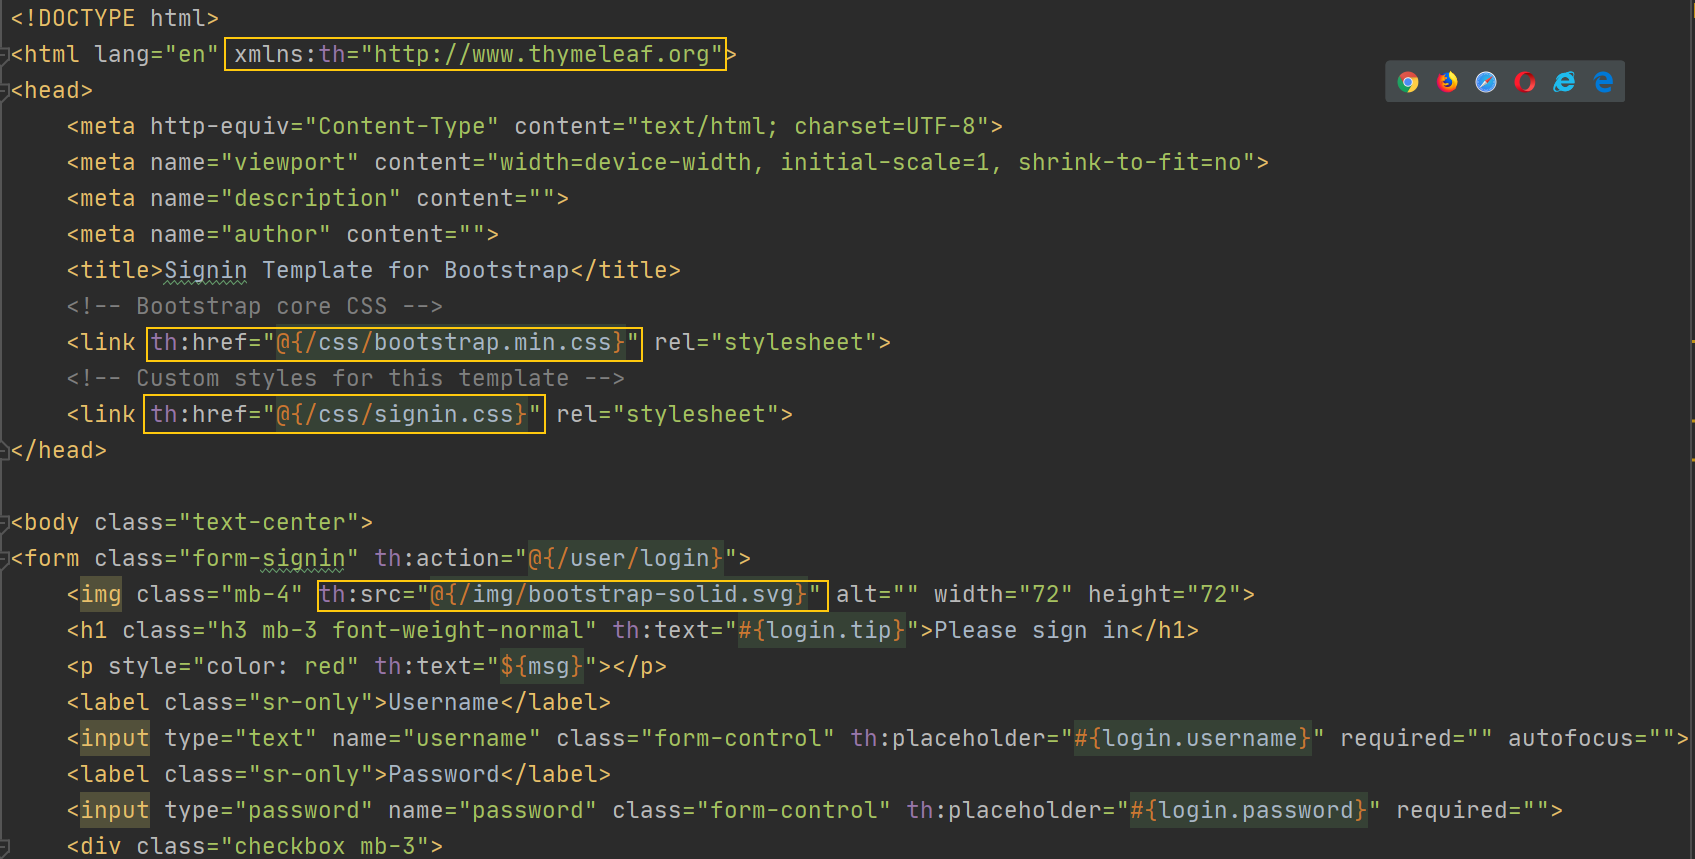 <!DOCTYPE html>
<html lang="en" xmlns:th="http://www.thymeleaf.org">
<head>
    <meta http-equiv="Content-Type" content="text/html; charset=UTF-8">
    <meta name="viewport" content="width=device-width, initial-scale=1, shrink-to-fit=no">
    <meta name="description" content="">
    <meta name="author" content="">
    <title>Signin Template for Bootstrap</title>
    <!-- Bootstrap core CSS -->
    <link th:href="@{/css/bootstrap.min.css}" rel="stylesheet">
    <!-- Custom styles for this template -->
    <link th:href="@{/css/signin.css}" rel="stylesheet">
</head>
<body class="text-center">
<form class="form-signin" th:action="@{/user/login}">
    <img class="mb-4" th:src="@{/img/bootstrap-solid.svg}" alt="" width="72" height="72">
    <h1 class="h3 mb-3 font-weight-normal" th:text="#{login.tip}">Please sign in</h1>
    <p style="color: red" th:text="${msg}"></p>
    <label class="sr-only">Username</label>
    <input type="text" name="username" class="form-control" th:placeholder="#{login.username}" required="" autofocus="">
    <label class="sr-only">Password</label>
    <input type="password" name="password" class="form-control" th:placeholder="#{login.password}" required="">
    <div class="checkbox mb-3">